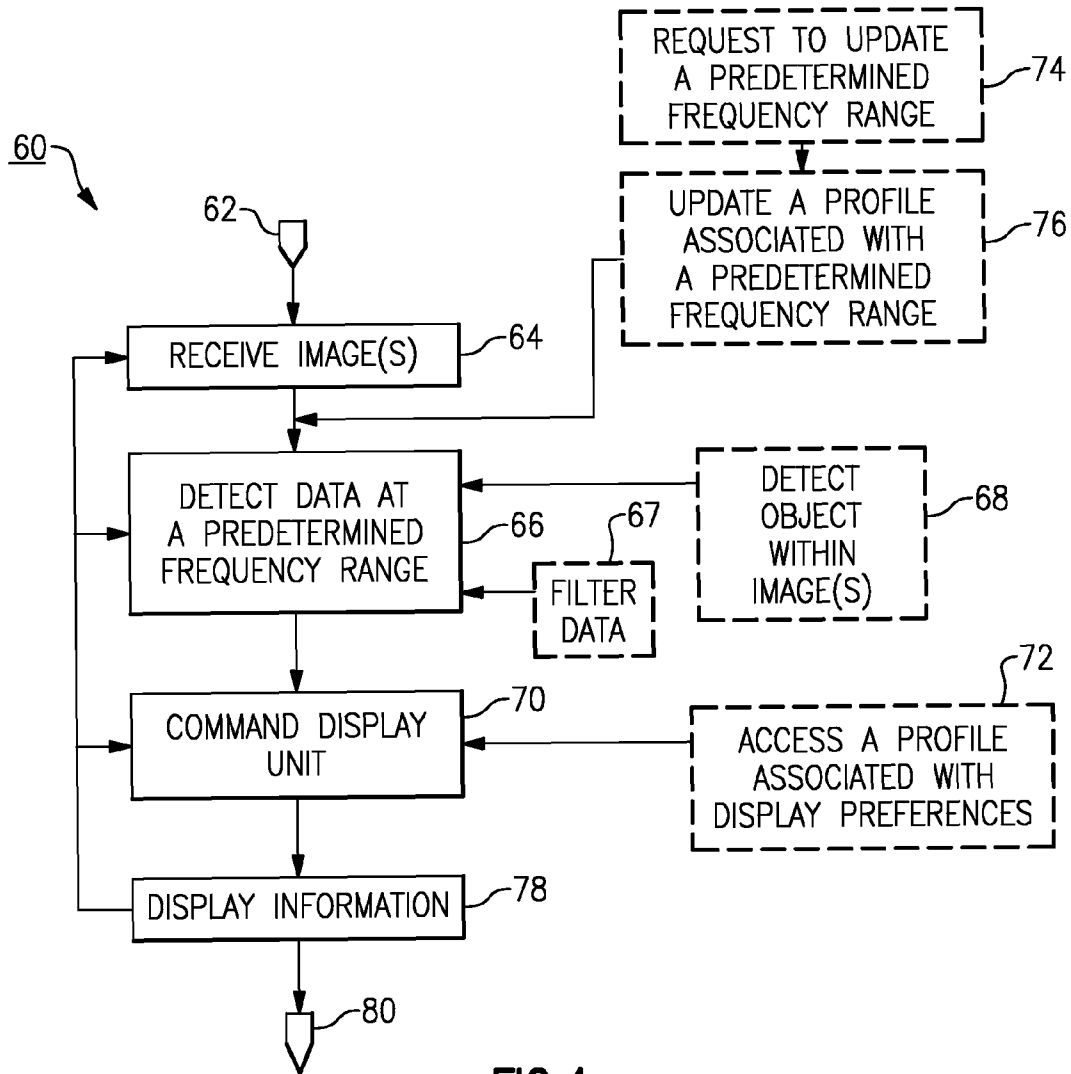 REQUEST TO UPDATE
A PREDETERMINED
FREQUENCY RANGE
74
60
62
UPDATE A PROFILE
ASSOCIATED WITH
A PREDETERMINED
FREQUENCY RANGE
76
RECEIVE IMAGE(S)
64
DETECT DATA AT
A PREDETERMINED
FREQUENCY RANGE
66
67
FILTER
DATA
DETECT
OBJECT
WITHIN
IMAGE(S)
68
COMMAND DISPLAY
UNIT
70
72
ACCESS A PROFILE
ASSOCIATED WITH
DISPLAY PREFERENCES
DISPLAY INFORMATION
78
80